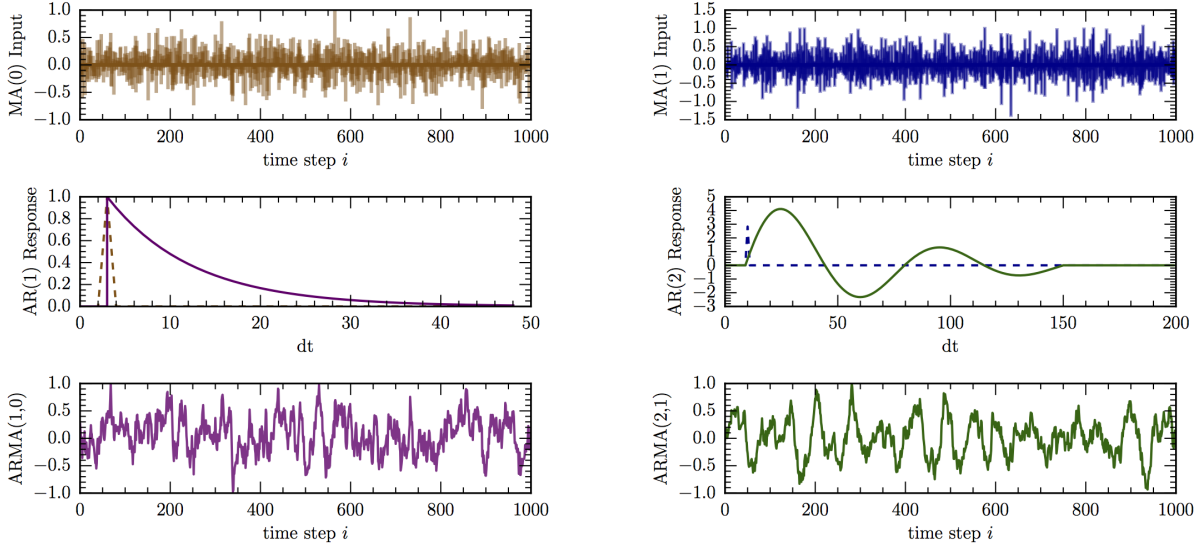 MA(0) Input
1.0
0.5
0.0
−0.5
−1.0
0 200 400 600 800 1000
time step i
MA(1) Input
1.5
1.0
0.5
0.0
−0.5
−1.0
−1.5
0 200 400 600 800 1000
time step i
AR(1) Response
1.0
0.8
0.6
0.4
0.2
0.0
0 10 20 30 40 50
dt
AR(2) Response
5
4
3
2
1
0
−1
−2
−3
0 50 100 150 200
dt
ARMA(1,0)
1.0
0.5
0.0
−0.5
−1.0
0 200 400 600 800 1000
time step i
ARMA(2,1)
1.0
0.5
0.0
−0.5
−1.0
0 200 400 600 800 1000
time step i